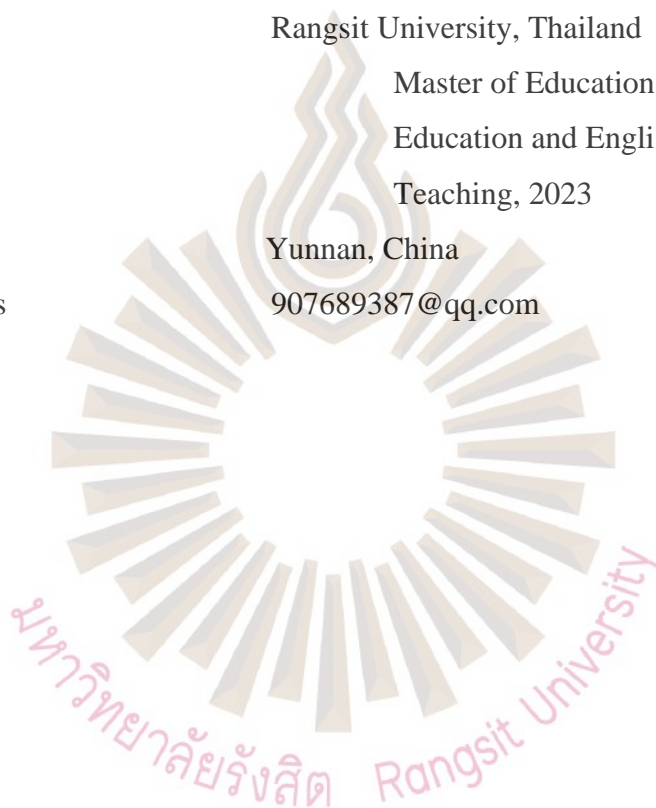 Rangsit University, Thailand
Master of Education
Education and Engli
Teaching, 2023
Yunnan, China
s 907689387@qq.com
มหาวิทยาลัยรังสิต Rangsit University